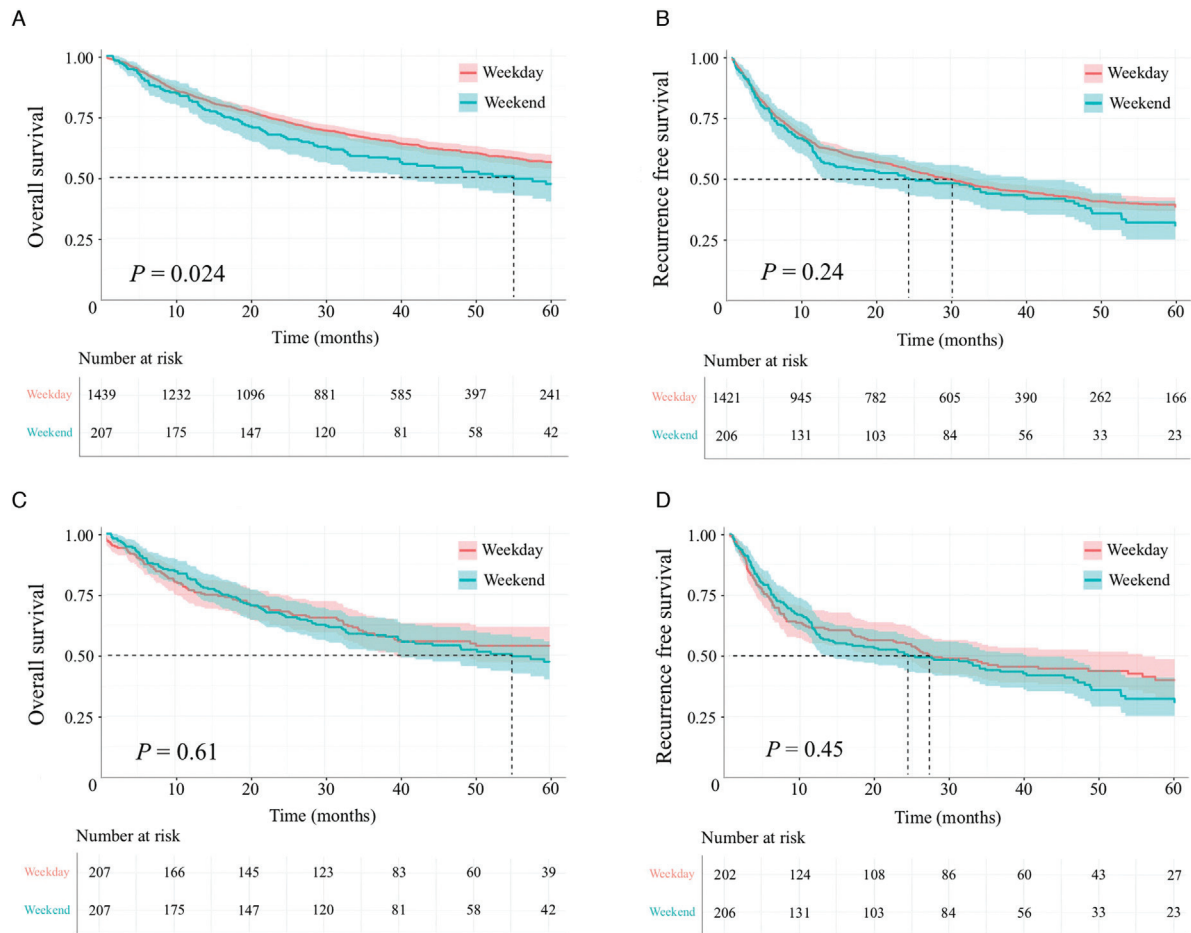 A
Overall survival
1.00
0.75
0.50
0.25
0
Weekday
Weekend
P = 0.024
10 20 30 40 50 60
Time (months)
Number at risk
Weekday 1439 1232 1096 881 585 397 241
Weekend 207 175 147 120 81 58 42
B
Recurrence free survival
1.00
0.75
0.50
0.25
0
Weekday
Weekend
P = 0.24
10 20 30 40 50 60
Time (months)
Number at risk
Weekday 1421 945 782 605 390 262 166
Weekend 206 131 103 84 56 33 23
C
Overall survival
1.00
0.75
0.50
0.25
0
Weekday
Weekend
P = 0.61
10 20 30 40 50 60
Time (months)
Number at risk
Weekday 207 166 145 123 83 60 39
Weekend 207 175 147 120 81 58 42
D
Recurrence free survival
1.00
0.75
0.50
0.25
0
Weekday
Weekend
P = 0.45
10 20 30 40 50 60
Time (months)
Number at risk
Weekday 202 124 108 86 60 43 27
Weekend 206 131 103 84 56 33 23